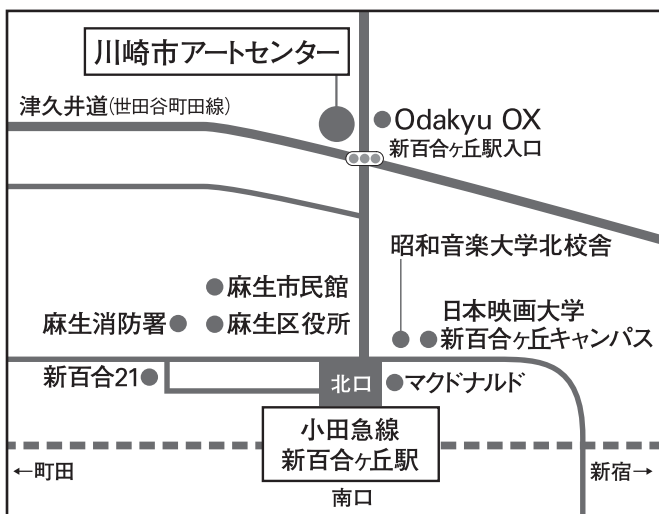 川崎市アートセンター
津久井道(世田谷町田線)
Odakyu OX
新百合ヶ丘駅入口
昭和音楽大学北校舎
麻生市民館
日本映画大学
新百合ヶ丘キャンパス
麻生消防署
麻生区役所
新百合21
北口
マクドナルド
小田急線
新百合ヶ丘駅
←町田
新宿→
南口